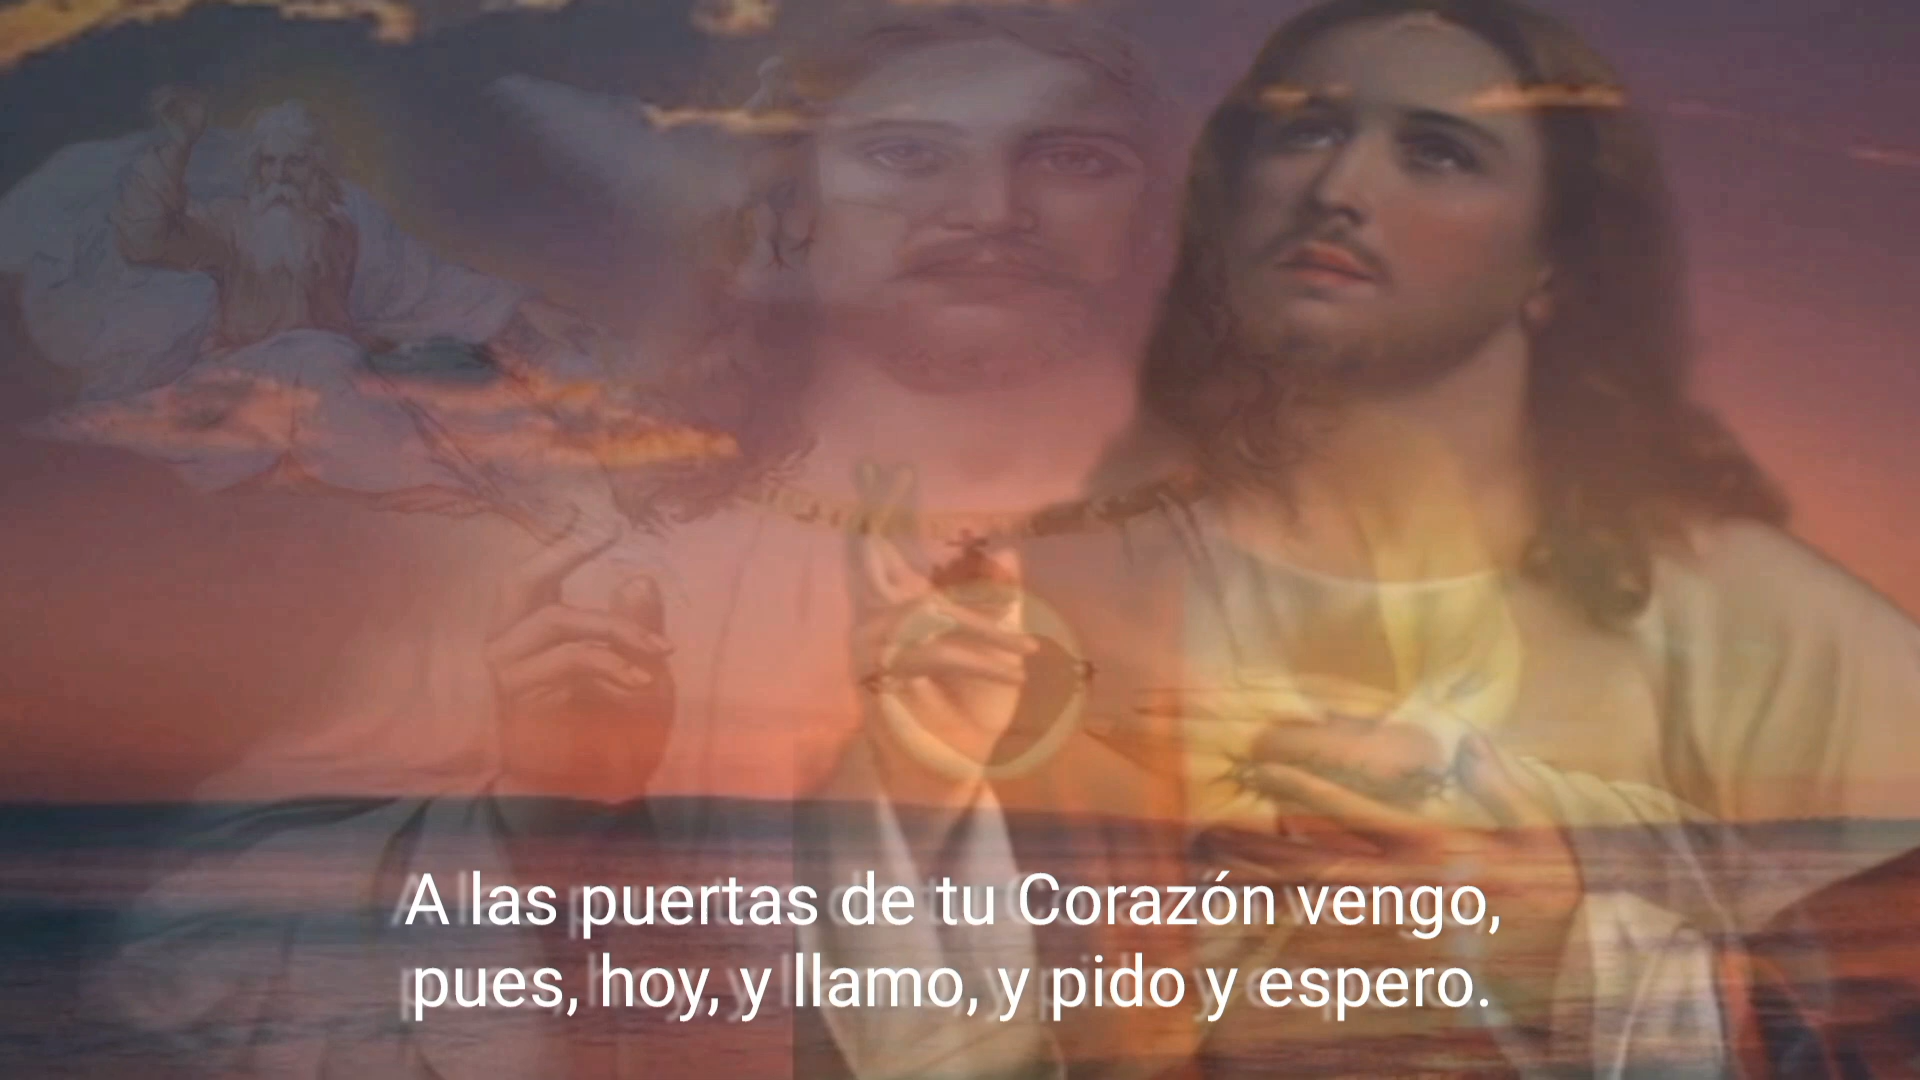 A las puertas de tu Corazón vengo,
pues, hoy, y llamo, y pido y espero.